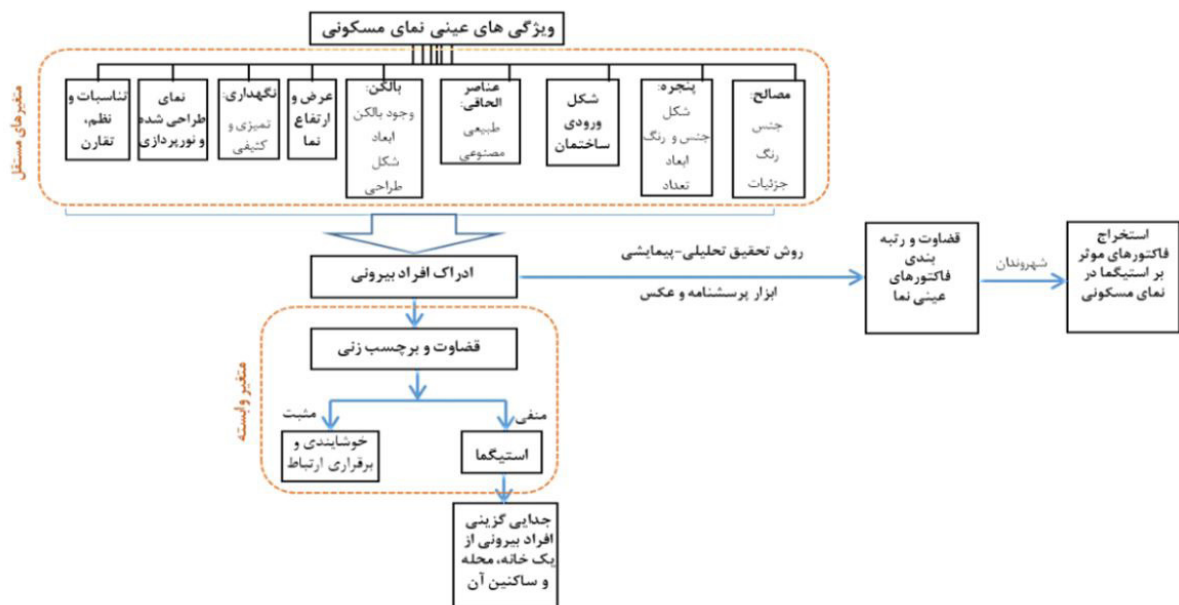 ویژگی های عینی نمای مسکونی
متغیرهای مستقل
مصالح:
جنس
رنگ
جزئیات
پنجره:
شکل
جنس و رنگ
ابعاد
تعداد
شکل
ورودی
ساختمان
عناصر
الحاقی:
طبیعی
مصنوعی
بالکن:
وجود بالکن
ابعاد
شکل
طراحی
عرض و
ارتفاع
نما
نگهداری:
تمیزی و
کثیفی
نمای
طراحی شده
و نورپردازی
تناسبات و
نظم،
تقارن
ادراک افراد بیرونی
روش تحقیق تحلیلی-پیمایشی
ابزار پرسشنامه و عکس
قضاوت و رتبه
بندی
فاکتورهای
عینی نما
شهروندان
استخراج
فاکتورهای موثر
بر استیگما در
نمای مسکونی
متغیر وابسته
قضاوت و برچسب زنی
منفی
مثبت
استیگما
خوشایندی و
برقراری ارتباط
جدایی گزینی
افراد بیرونی از
یک خانه، محله
و ساکنین آن